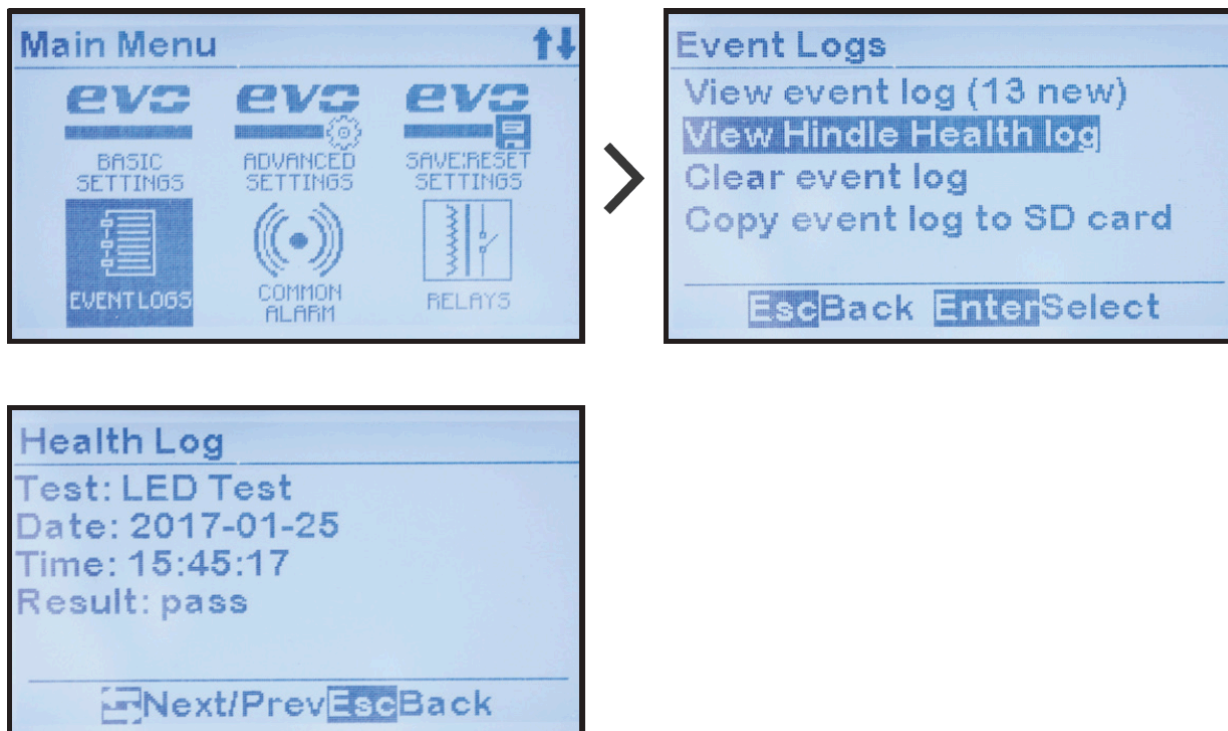 Main Menu
evo evo evo
BASIC SETTINGS
ADVANCED SETTINGS
SAVE:RESET SETTINGS
EVENT LOGS
COMMON ALARM
RELAYS
Event Logs
View event log (13 new)
View Hindle Health log
Clear event log
Copy event log to SD card
Esc Back Enter Select
Health Log
Test: LED Test
Date: 2017-01-25
Time: 15:45:17
Result: pass
Next/Prev Esc Back